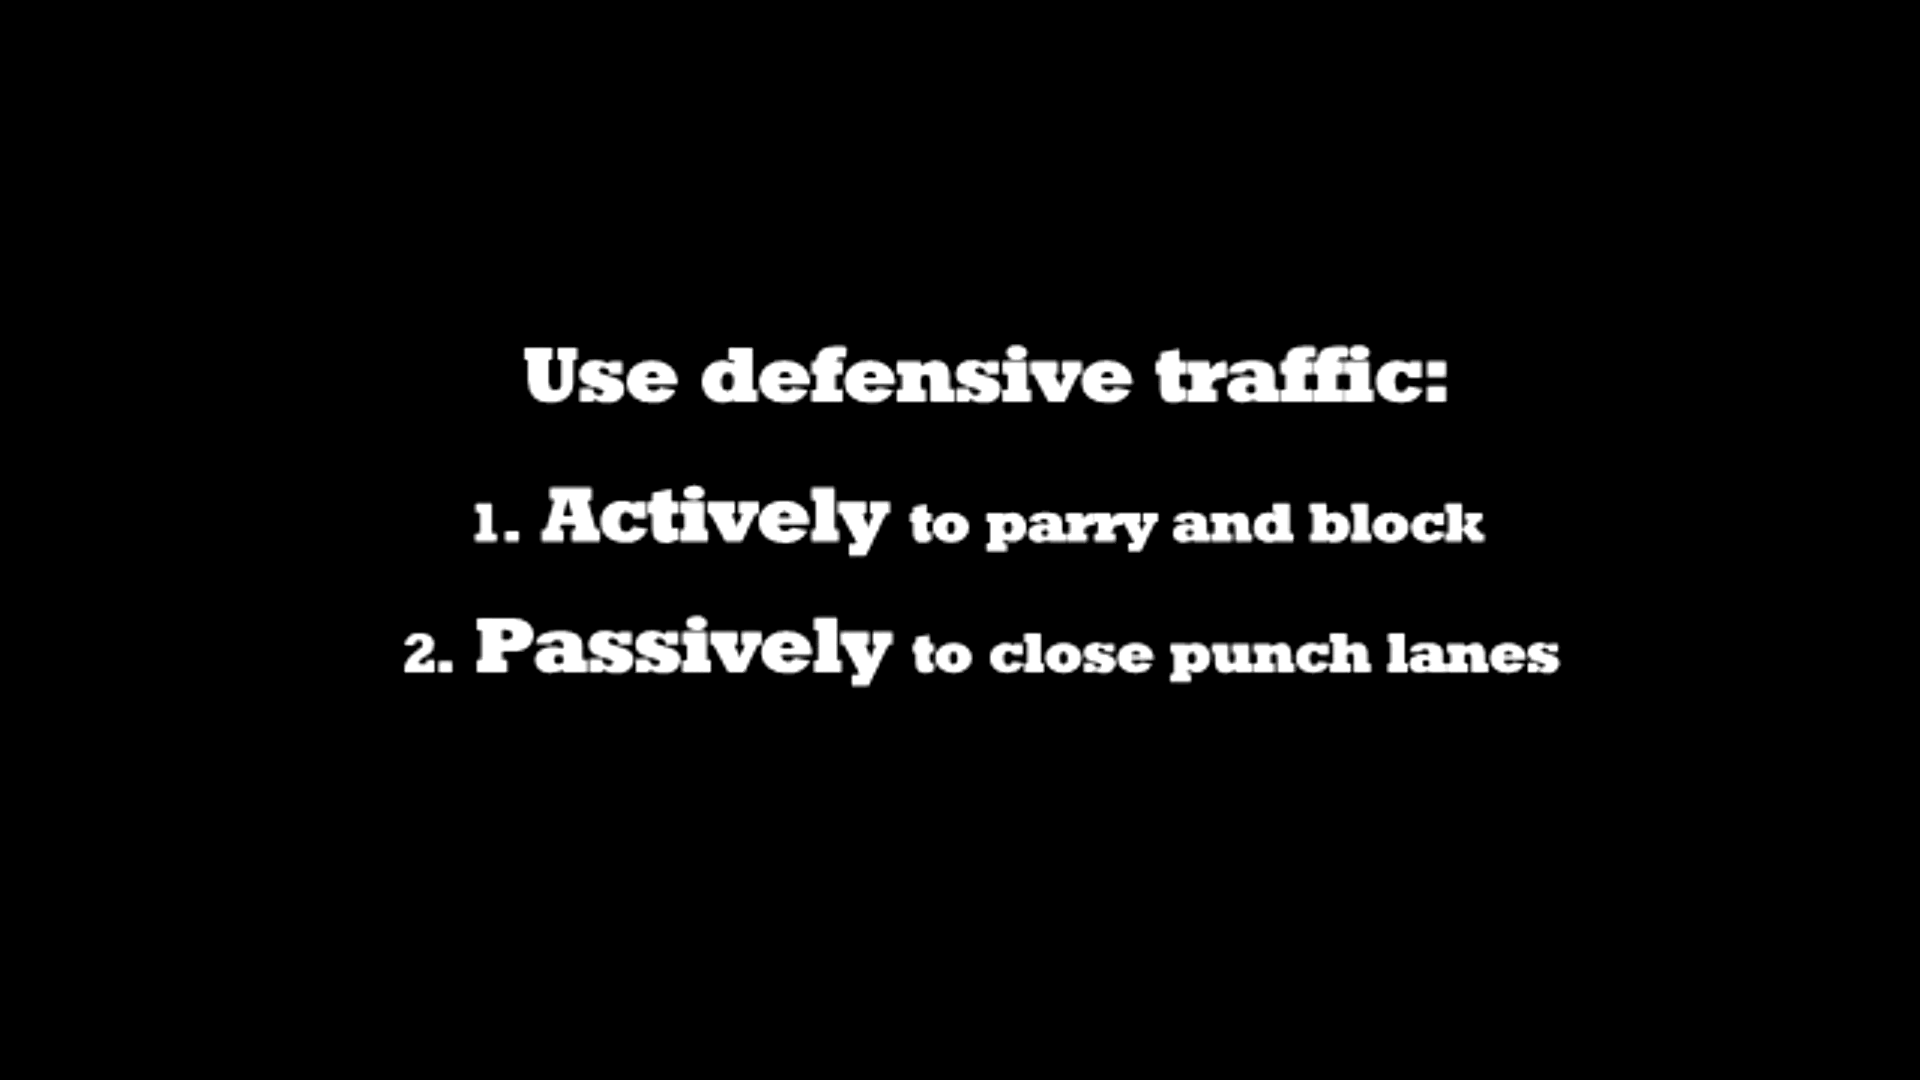 Use defensive traffic:
1. Actively to parry and block
2. Passively to close punch lanes